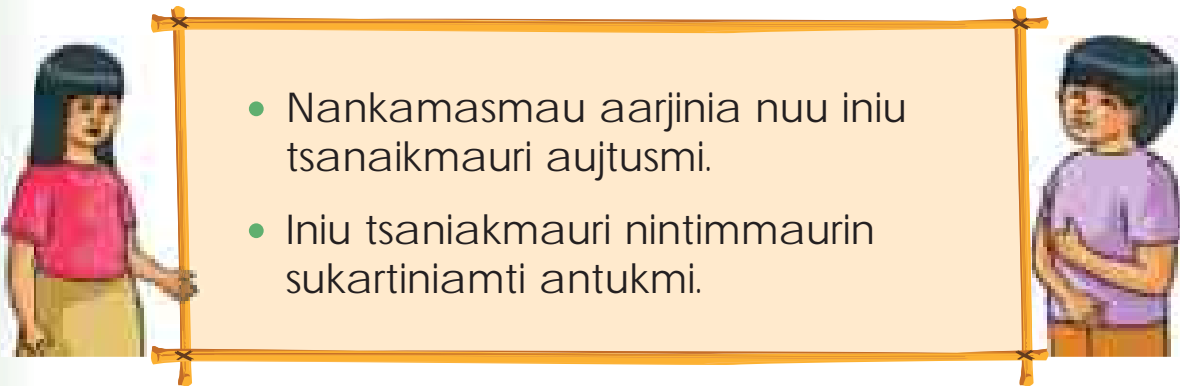 • Nankamasmau aarjinia nuu iniu
tsanaikmauri aujtusmi.
• Iniu tsaniakmauri nintimmaurin
sukartiniamti antukmi.